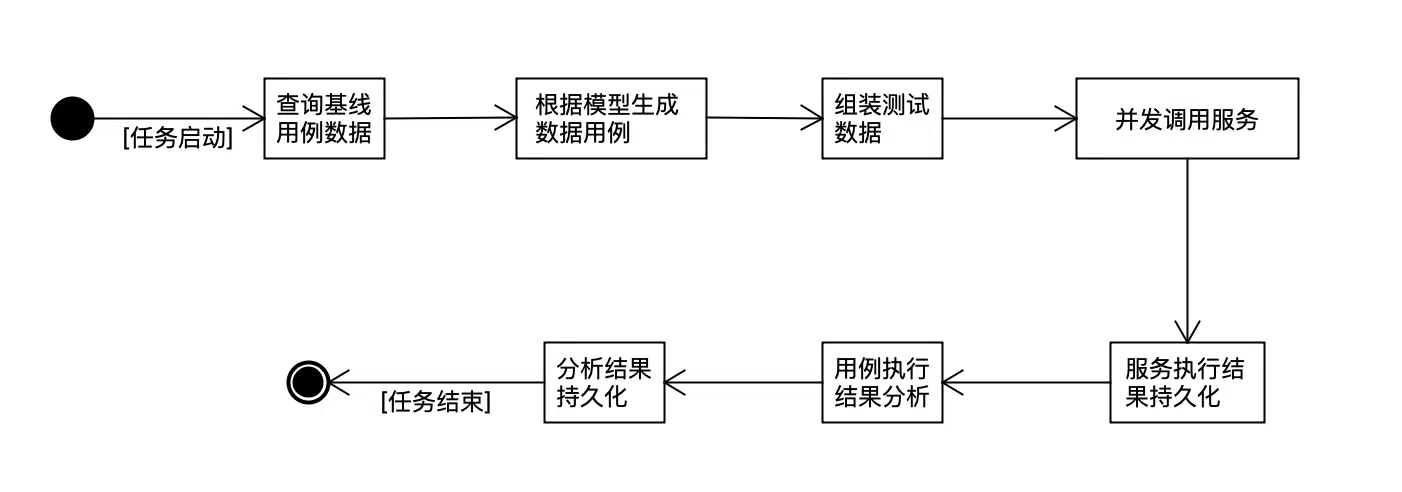 [任务启动]
查询基线
用例数据
根据模型生成
数据用例
组装测试
数据
并发调用服务
服务执行结
果持久化
用例执行
结果分析
分析结果
持久化
[任务结束]